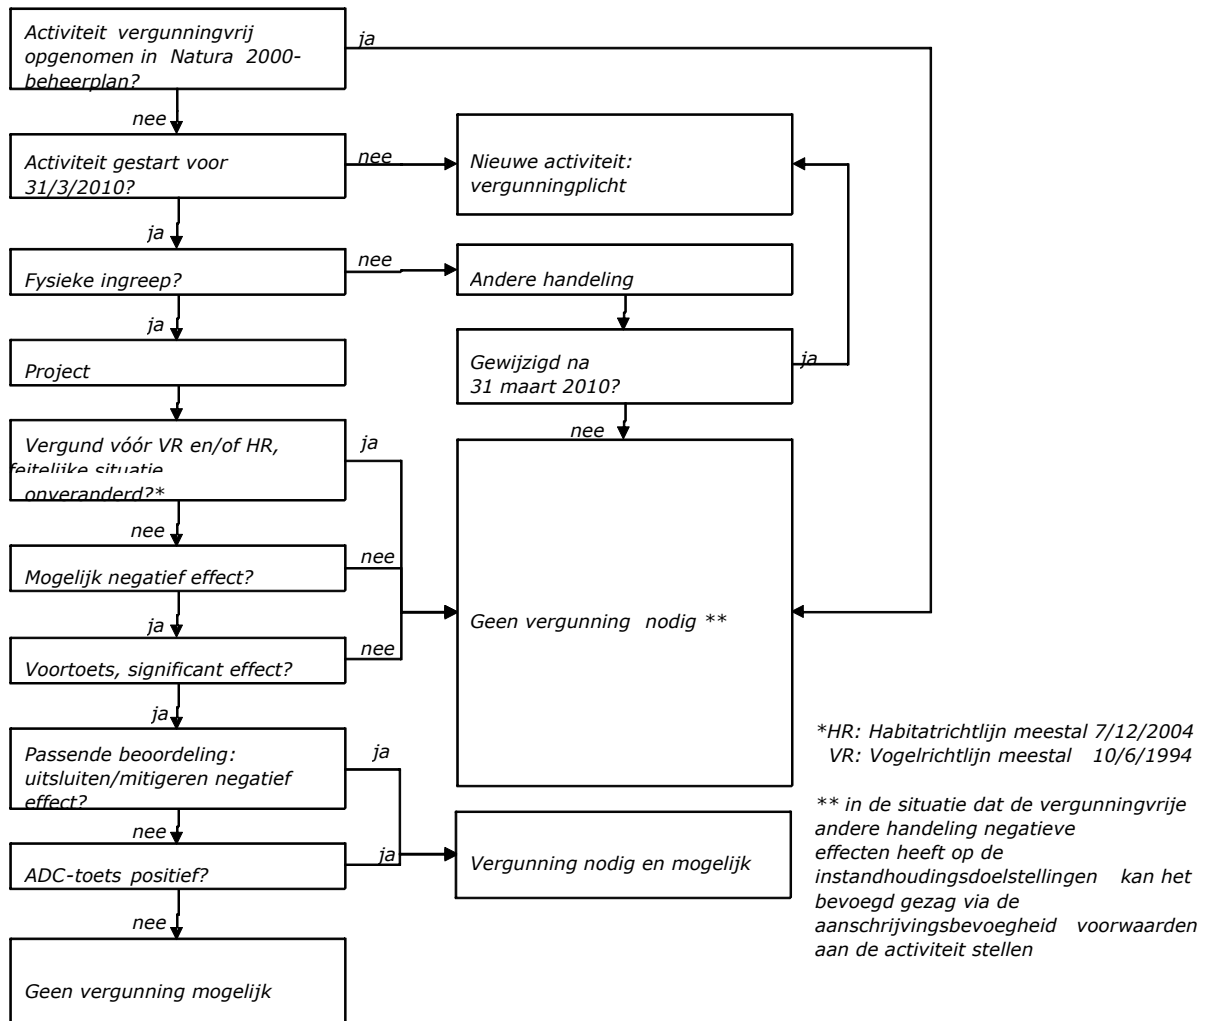 Activiteit vergunningvrij
opgenomen in Natura 2000-
beheerplan?
ja
nee
Activiteit gestart voor
31/3/2010?
nee
Nieuwe activiteit:
vergunningplicht
ja
Fysieke ingreep?
nee
Andere handeling
ja
Project
Gewijzigd na
31 maart 2010?
ja
nee
Vergund vóór VR en/of HR,
feitelijke situatie
onveranderd?*
ja
nee
Mogelijk negatief effect?
nee
Geen vergunning nodig **
ja
Voortoets, significant effect?
nee
ja
Passende beoordeling:
uitsluiten/mitigeren negatief
effect?
ja
nee
ADC-toets positief?
ja
Vergunning nodig en mogelijk
nee
Geen vergunning mogelijk
*HR: Habitatrichtlijn meestal 7/12/2004
VR: Vogelrichtlijn meestal 10/6/1994
** in de situatie dat de vergunningvrije
andere handeling negatieve
effecten heeft op de
instandhoudingsdoelstellingen kan het
bevoegd gezag via de
aanschrijvingsbevoegheid voorwaarden
aan de activiteit stellen